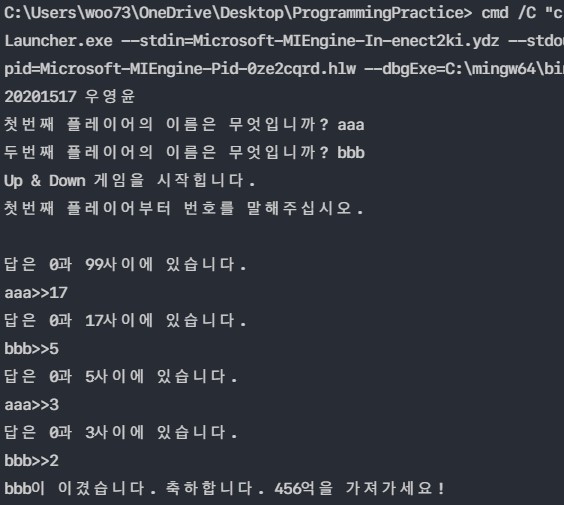 C:\Users\woo73\OneDrive\Desktop\ProgrammingPractice> cmd /C "c
Launcher.exe --stdin=Microsoft-MIEngine-In-enect2ki.ydz --stdo
pid=Microsoft-MIEngine-Pid-0ze2cqrd.hlw --dbgExe=C:\mingw64\bin
20201517 우영윤
첫번째 플레이어의 이름은 무엇입니까? aaa
두번째 플레이어의 이름은 무엇입니까? bbb
Up & Down 게임을 시작힙니다.
첫번째 플레이어부터 번호를 말해주십시오.
답은 0과 99사이에 있습니다.
aaa>>17
답은 0과 17사이에 있습니다.
bbb>>5
답은 0과 5사이에 있습니다.
aaa>>3
답은 0과 3사이에 있습니다.
bbb>>2
bbb이 이겼습니다. 축하합니다. 456억을 가져가세요!